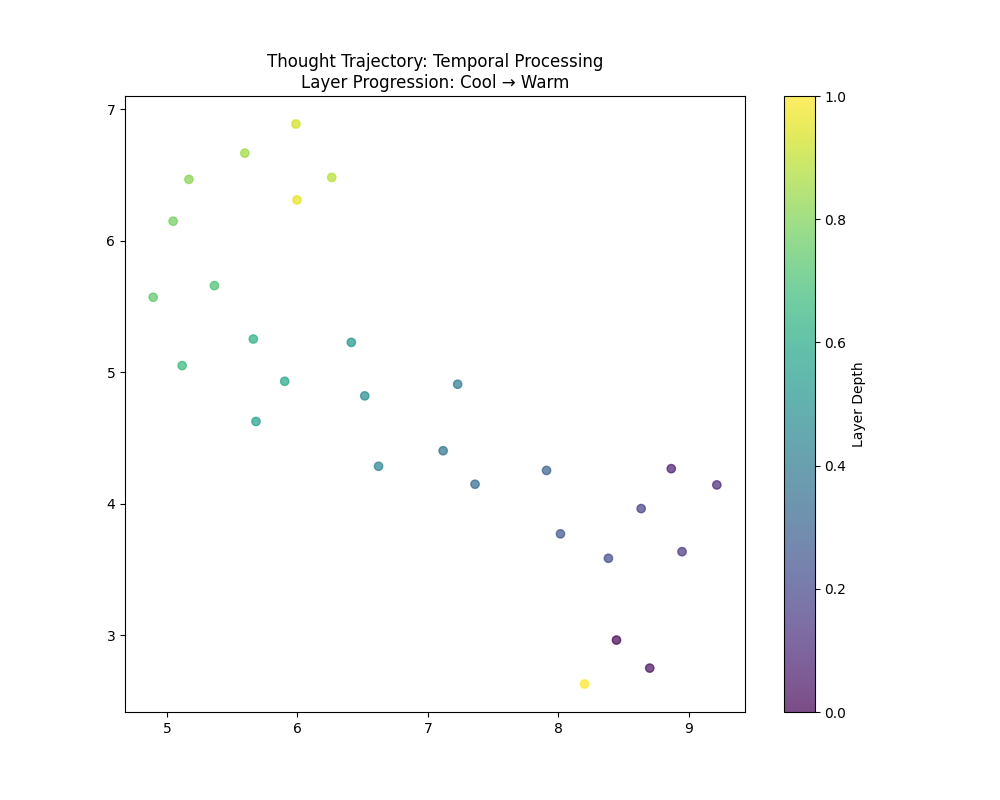 Thought Trajectory: Temporal Processing
Layer Progression: Cool → Warm
7
6
5
4
3
5 6 7 8 9
1.0
0.8
0.6
0.4
0.2
0.0
Layer Depth